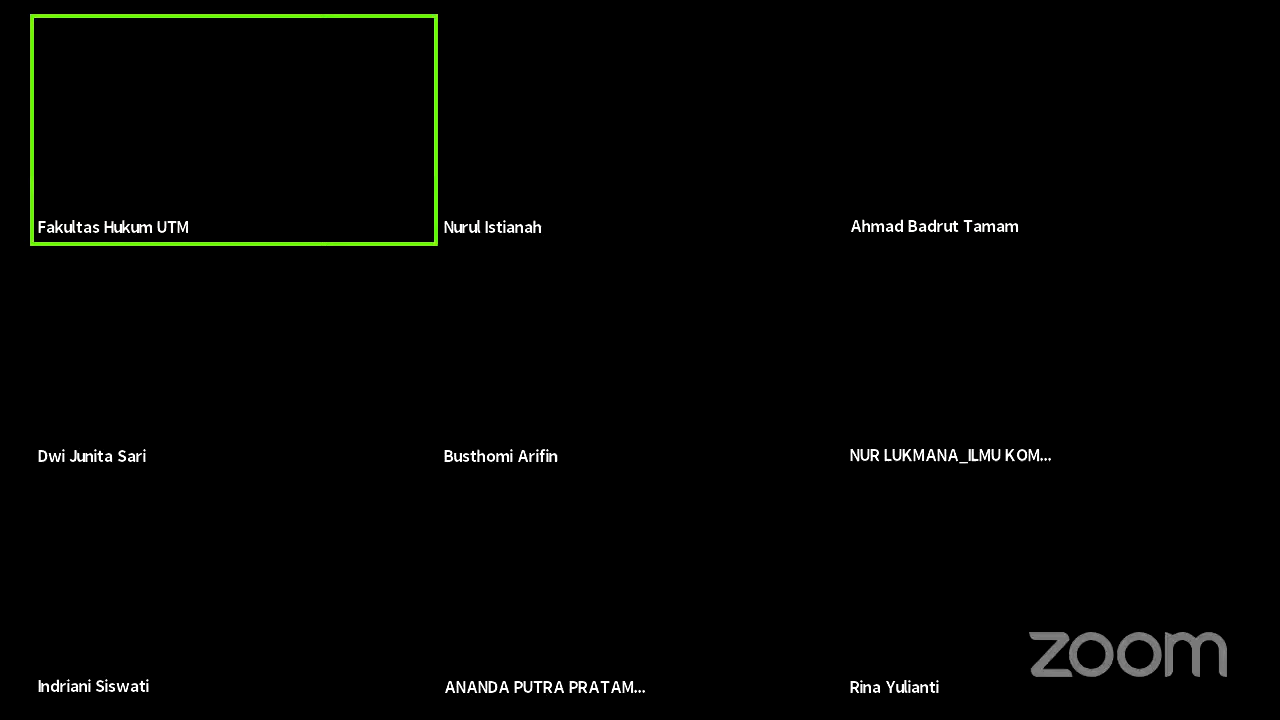 Fakultas Hukum UTM
Nurul Istianah
Ahmad Badrut Tamam
Dwi Junita Sari
Busthomi Arifin
NUR LUKMANA_ILMU KOM...
Indriani Siswati
ANANDA PUTRA PRATAM...
Rina Yulianti
zoom